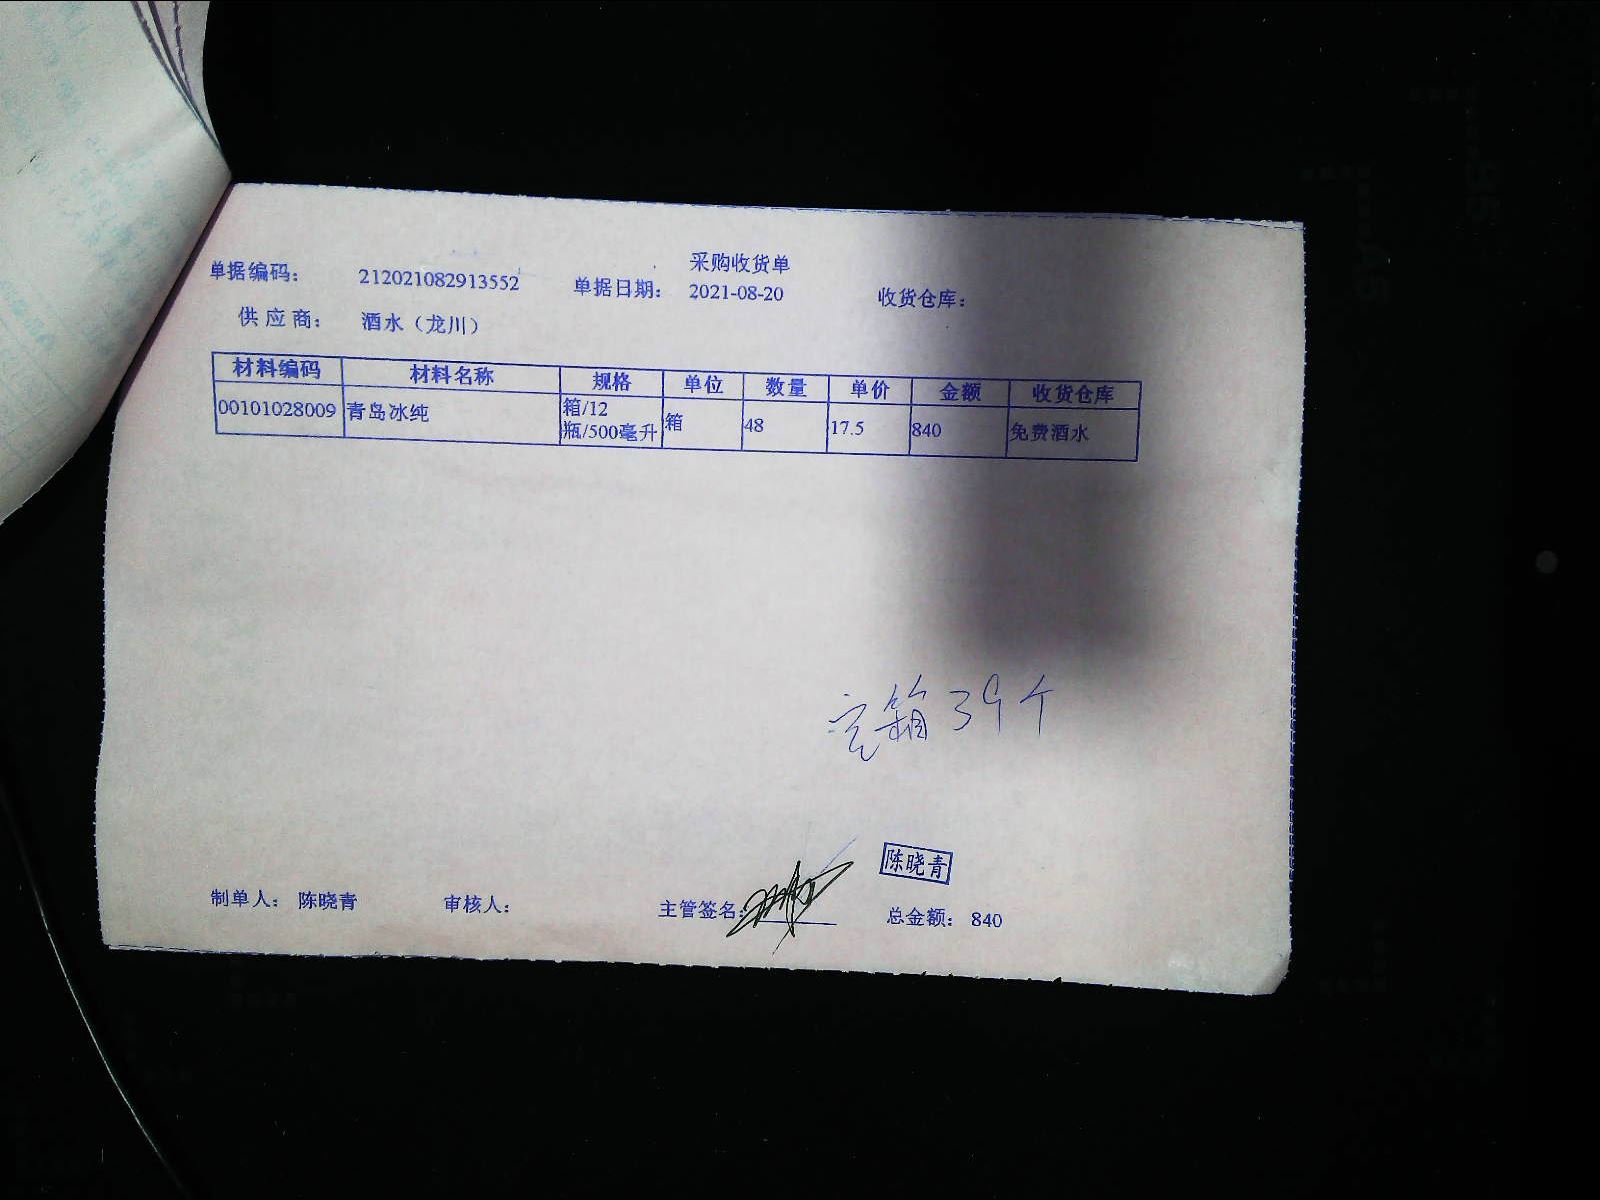 采购收货单
单据编码： 212021082913552 单据日期： 2021-08-20 收货仓库：
供应商： 酒水（龙川）
材料编码 材料名称 规格 单位 数量 单价 金额 收货仓库
00101028009 青岛冰纯 箱/12 箱 48 17.5 840 免费酒水
瓶/500毫升
空箱39个
陈晓青
制单人： 陈晓青 审核人： 主管签名： 总金额： 840